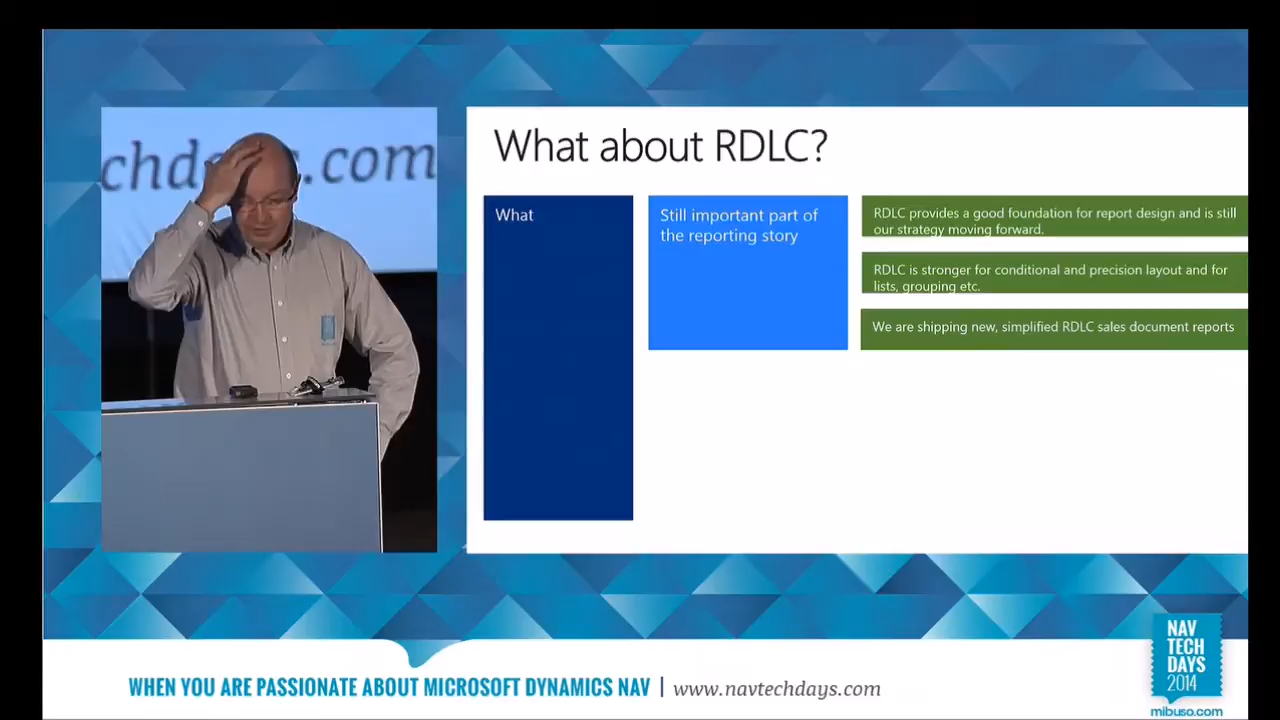 chdays.com
What about RDLC?
What
Still important part of
the reporting story
RDLC provides a good foundation for report design and is still
our strategy moving forward.
RDLC is stronger for conditional and precision layout and for
lists, grouping etc.
We are shipping new, simplified RDLC sales document reports
WHEN YOU ARE PASSIONATE ABOUT MICROSOFT DYNAMICS NAV | www.navtechdays.com
NAV
TECH
DAYS
2014
mibuso.com